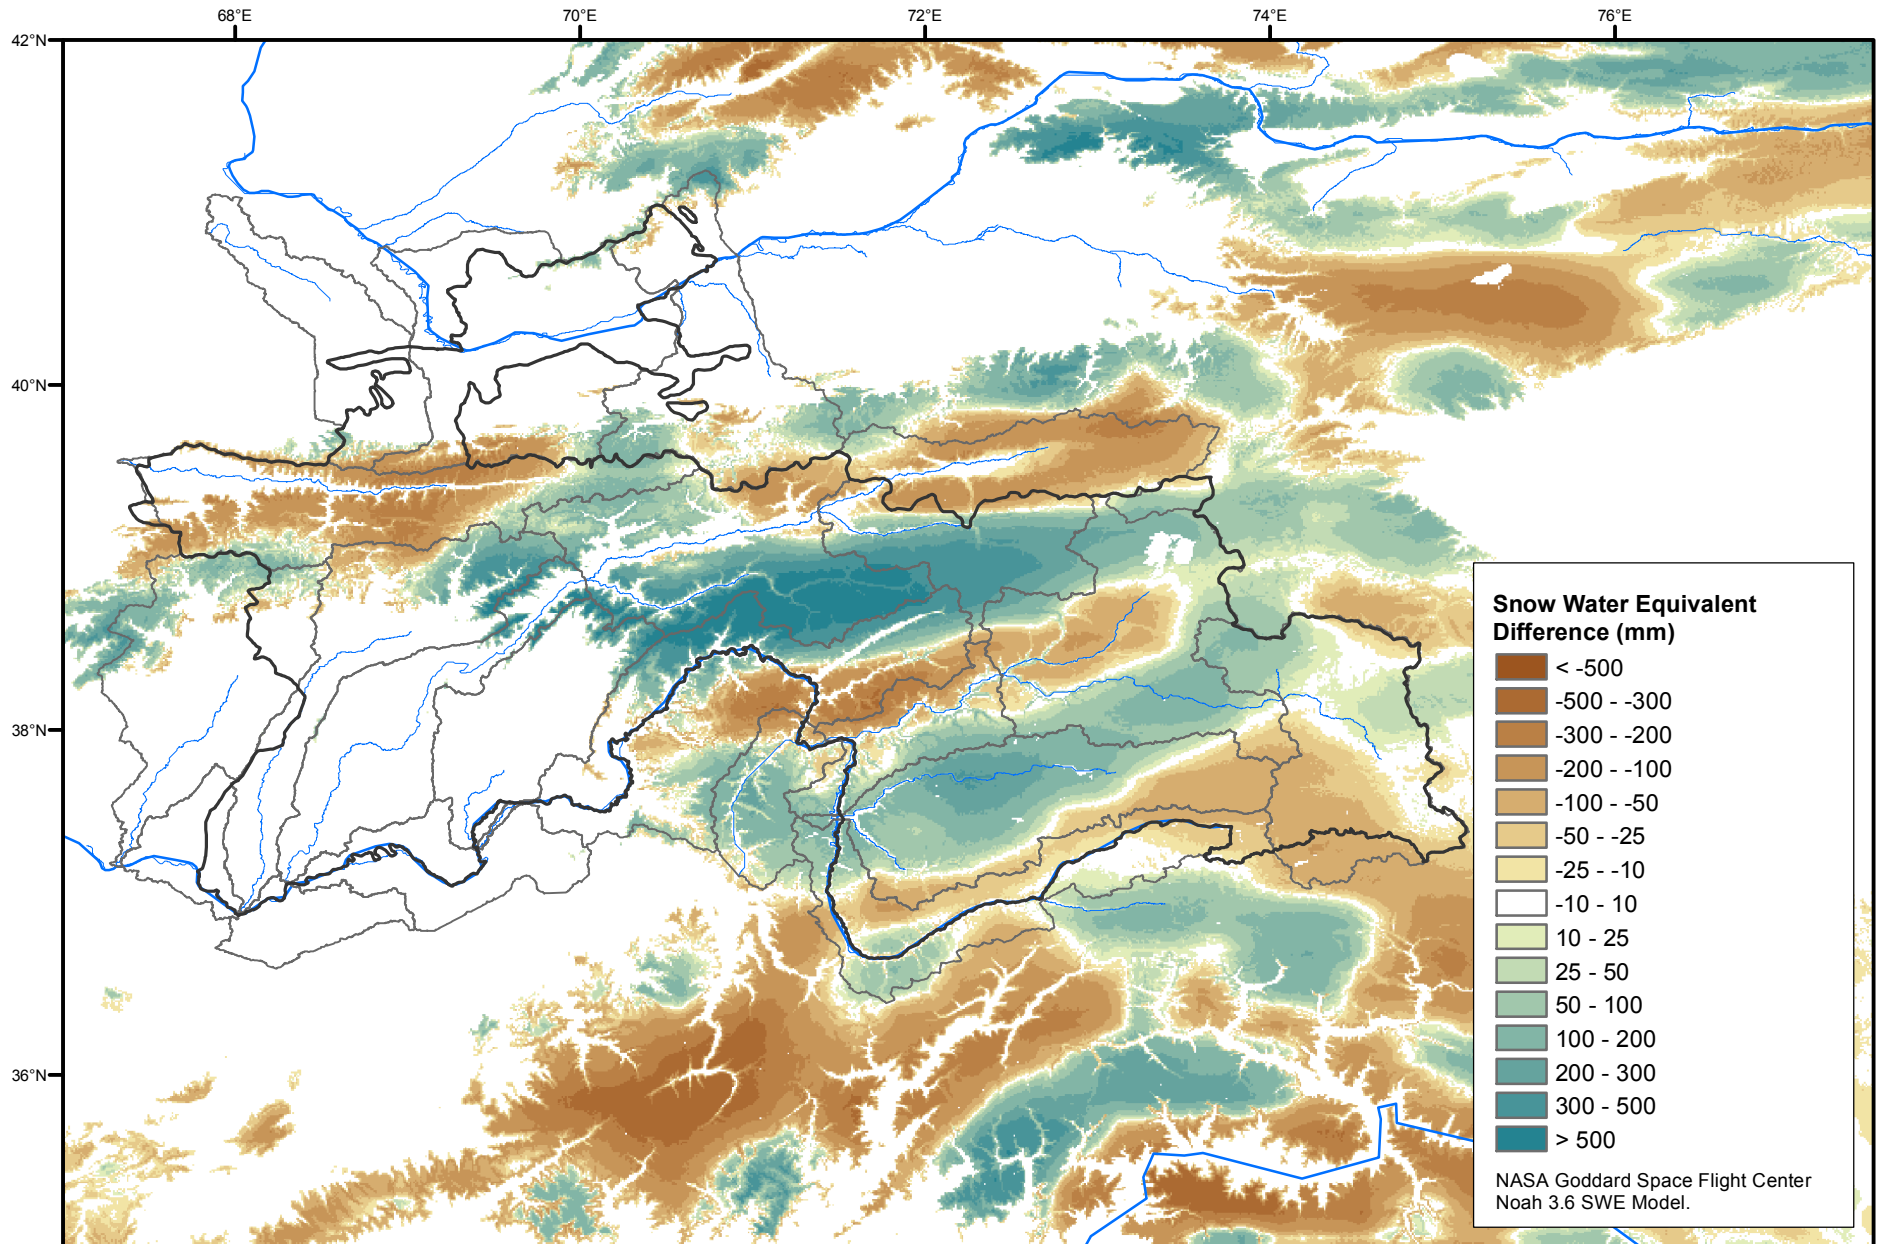 68°E
70°E
72°E
74°E
76°E
42°N
40°N
38°N
36°N
Snow Water Equivalent
Difference (mm)
< -500
-500 - -300
-300 - -200
-200 - -100
-100 - -50
-50 - -25
-25 - -10
-10 - 10
10 - 25
25 - 50
50 - 100
100 - 200
200 - 300
300 - 500
> 500
NASA Goddard Space Flight Center
Noah 3.6 SWE Model.